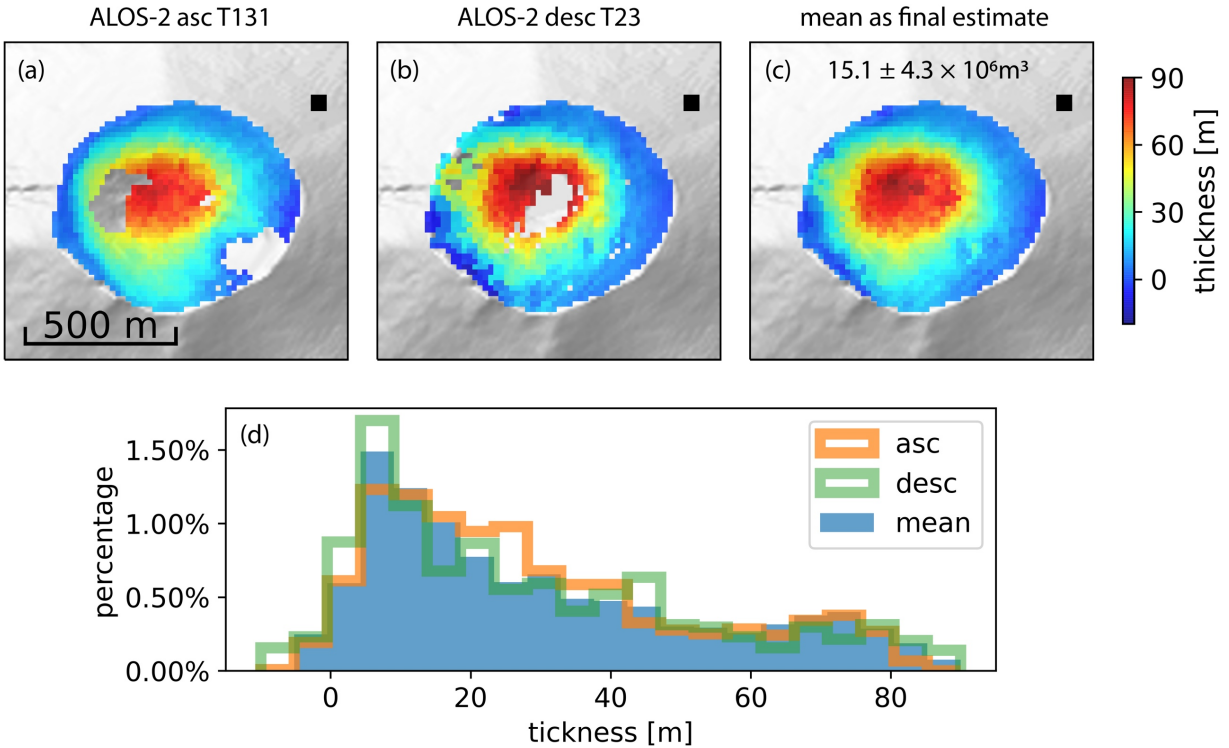 ALOS-2 asc T131
ALOS-2 desc T23
mean as final estimate
(a)
(b)
(c)
15.1 ± 4.3 × 10⁶m³
500 m
90
60
30
0
thickness [m]
(d)
1.50%
1.00%
0.50%
0.00%
percentage
asc
desc
mean
0
20
40
60
80
tickness [m]